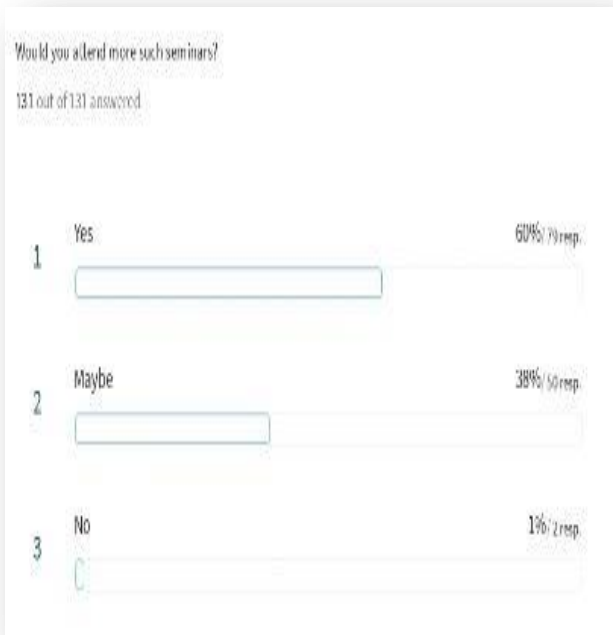 Would you attend more such seminars?
131 out of 131 answered
1
Yes
60% / 79 resp.
2
Maybe
38% / 50 resp.
3
No
1% / 2 resp.